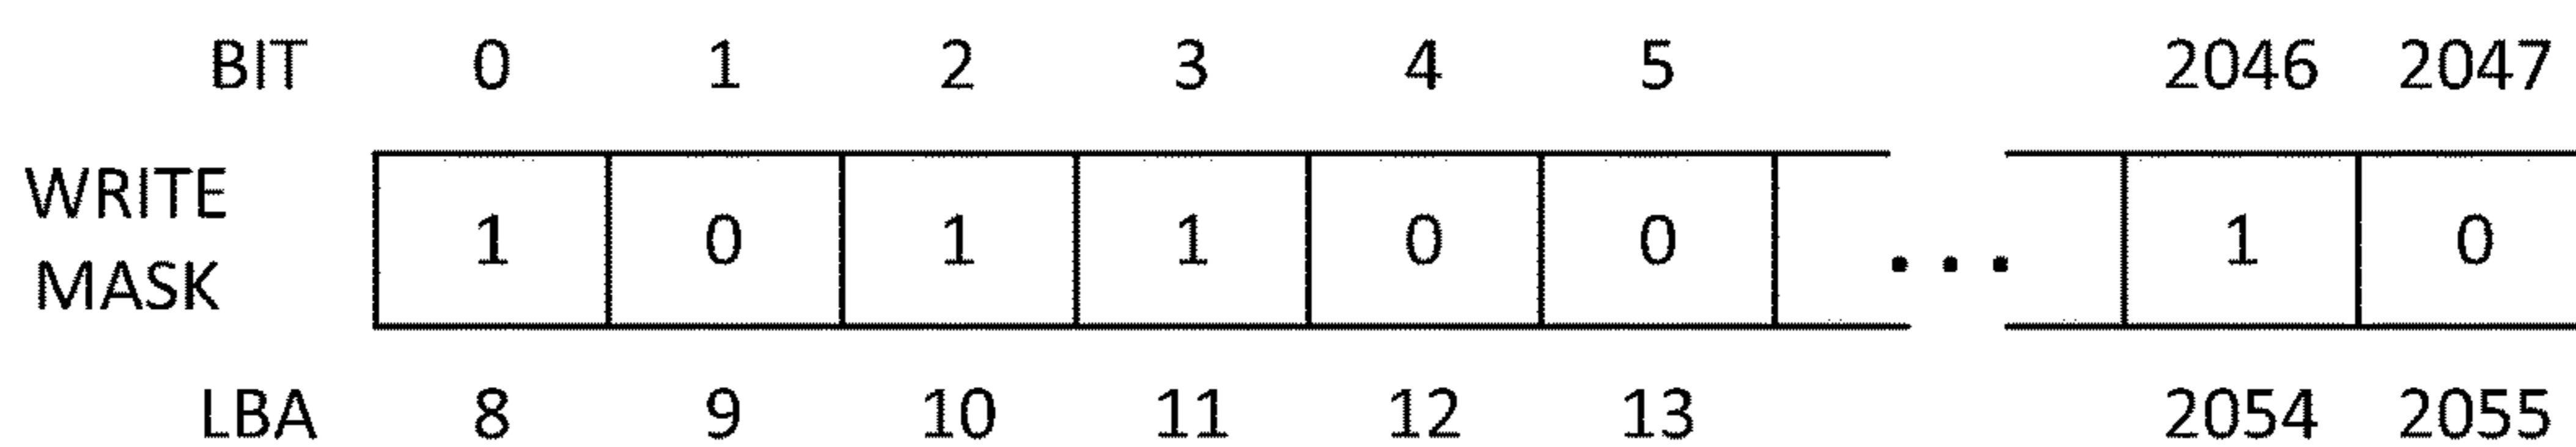 BIT 0 1 2 3 4 5 2046 2047
WRITE MASK 1 0 1 1 0 0 ... 1 0
LBA 8 9 10 11 12 13 2054 2055